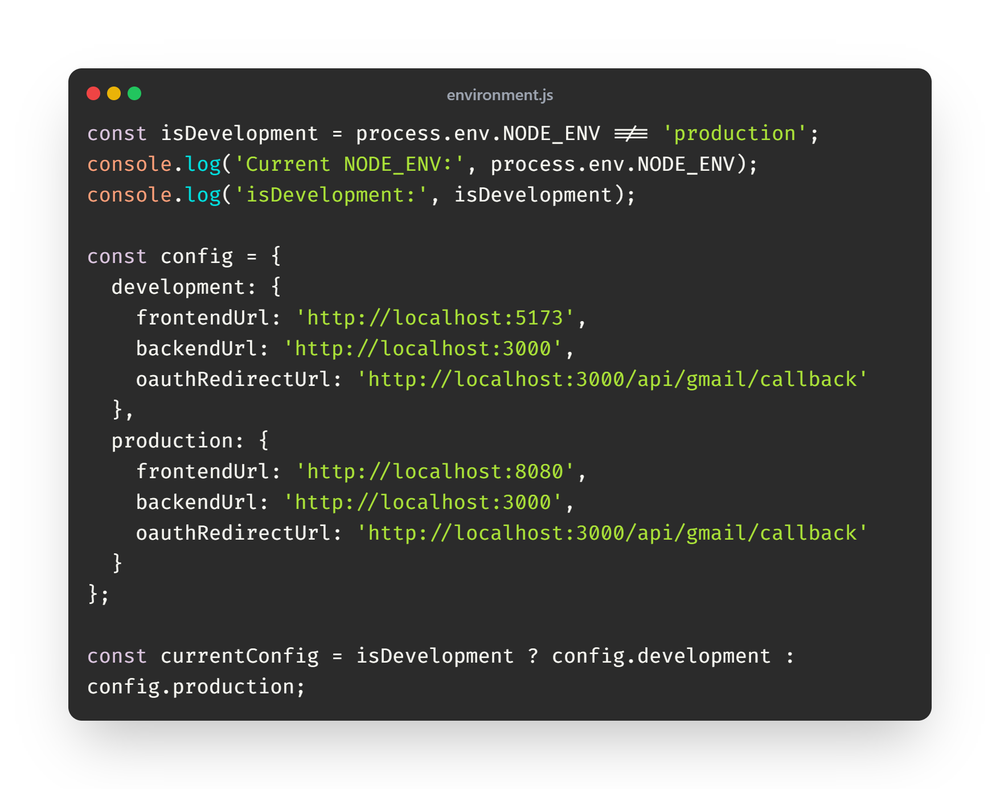 environment.js
const isDevelopment = process.env.NODE_ENV !== 'production';
console.log('Current NODE_ENV:', process.env.NODE_ENV);
console.log('isDevelopment:', isDevelopment);

const config = {
  development: {
    frontendUrl: 'http://localhost:5173',
    backendUrl: 'http://localhost:3000',
    oauthRedirectUrl: 'http://localhost:3000/api/gmail/callback'
  },
  production: {
    frontendUrl: 'http://localhost:8080',
    backendUrl: 'http://localhost:3000',
    oauthRedirectUrl: 'http://localhost:3000/api/gmail/callback'
  }
};

const currentConfig = isDevelopment ? config.development :
config.production;